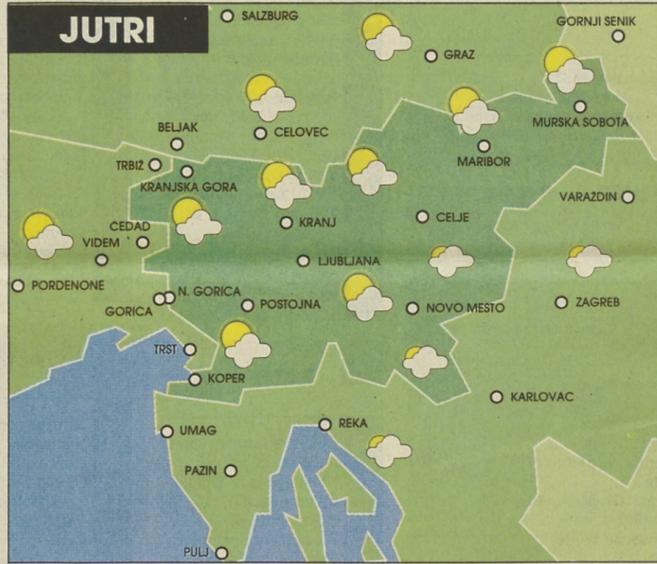 JUTRI
SALZBURG
GORNJI SENIK
GRAZ
MURSKA SOBOTA
BELJAK
CELOVEC
MARIBOR
TRBIŽ
KRANJSKA GORA
VARAŽDIN
KRANJ
CELJE
ČEDAD
VIDEM
LJUBLJANA
PORDENONE
N. GORICA
GORICA
POSTOJNA
NOVO MESTO
ZAGREB
TRST
KOPER
KARLOVAC
UMAG
REKA
PAZIN
PULJ